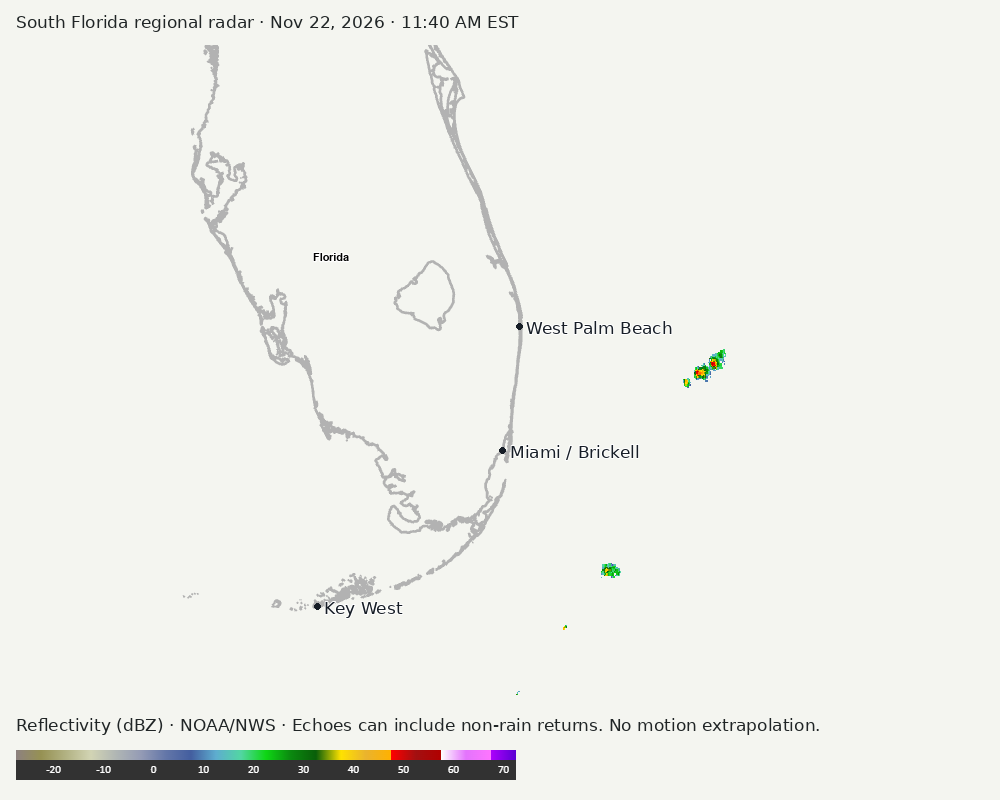 South Florida regional radar · Nov 22, 2026 · 11:40 AM EST
Florida
West Palm Beach
Miami / Brickell
Key West
Reflectivity (dBZ) · NOAA/NWS · Echoes can include non-rain returns. No motion extrapolation.
-20 -10 0 10 20 30 40 50 60 70